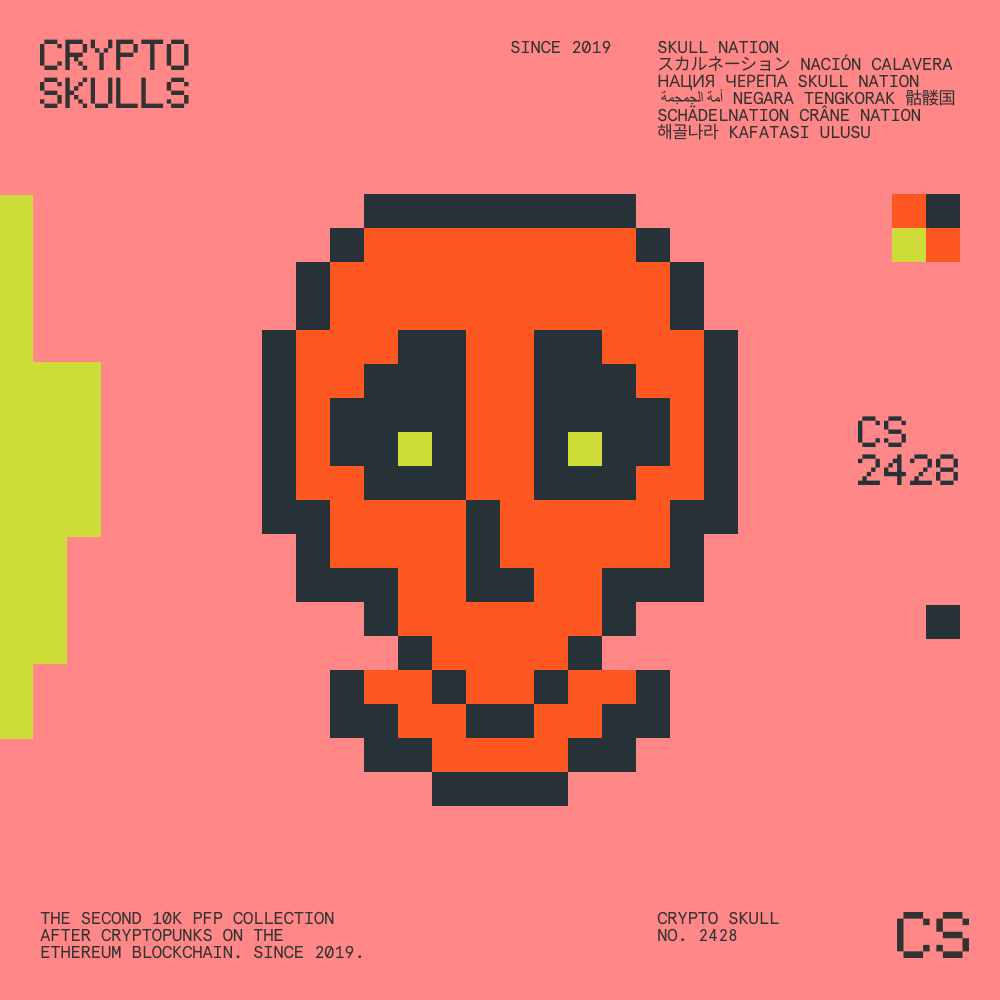 CRYPTO
SKULLS
SINCE 2019
SKULL NATION
スカルネーション NACIÓN CALAVERA
НАЦИЯ ЧЕРЕПА SKULL NATION
أمة الجمجمة NEGARA TENGKORAK 骷髅国
SCHÄDELNATION CRÂNE NATION
해골나라 KAFATASI ULUSU
CS
2428
THE SECOND 10K PFP COLLECTION
AFTER CRYPTOPUNKS ON THE
ETHEREUM BLOCKCHAIN. SINCE 2019.
CRYPTO SKULL
NO. 2428
CS